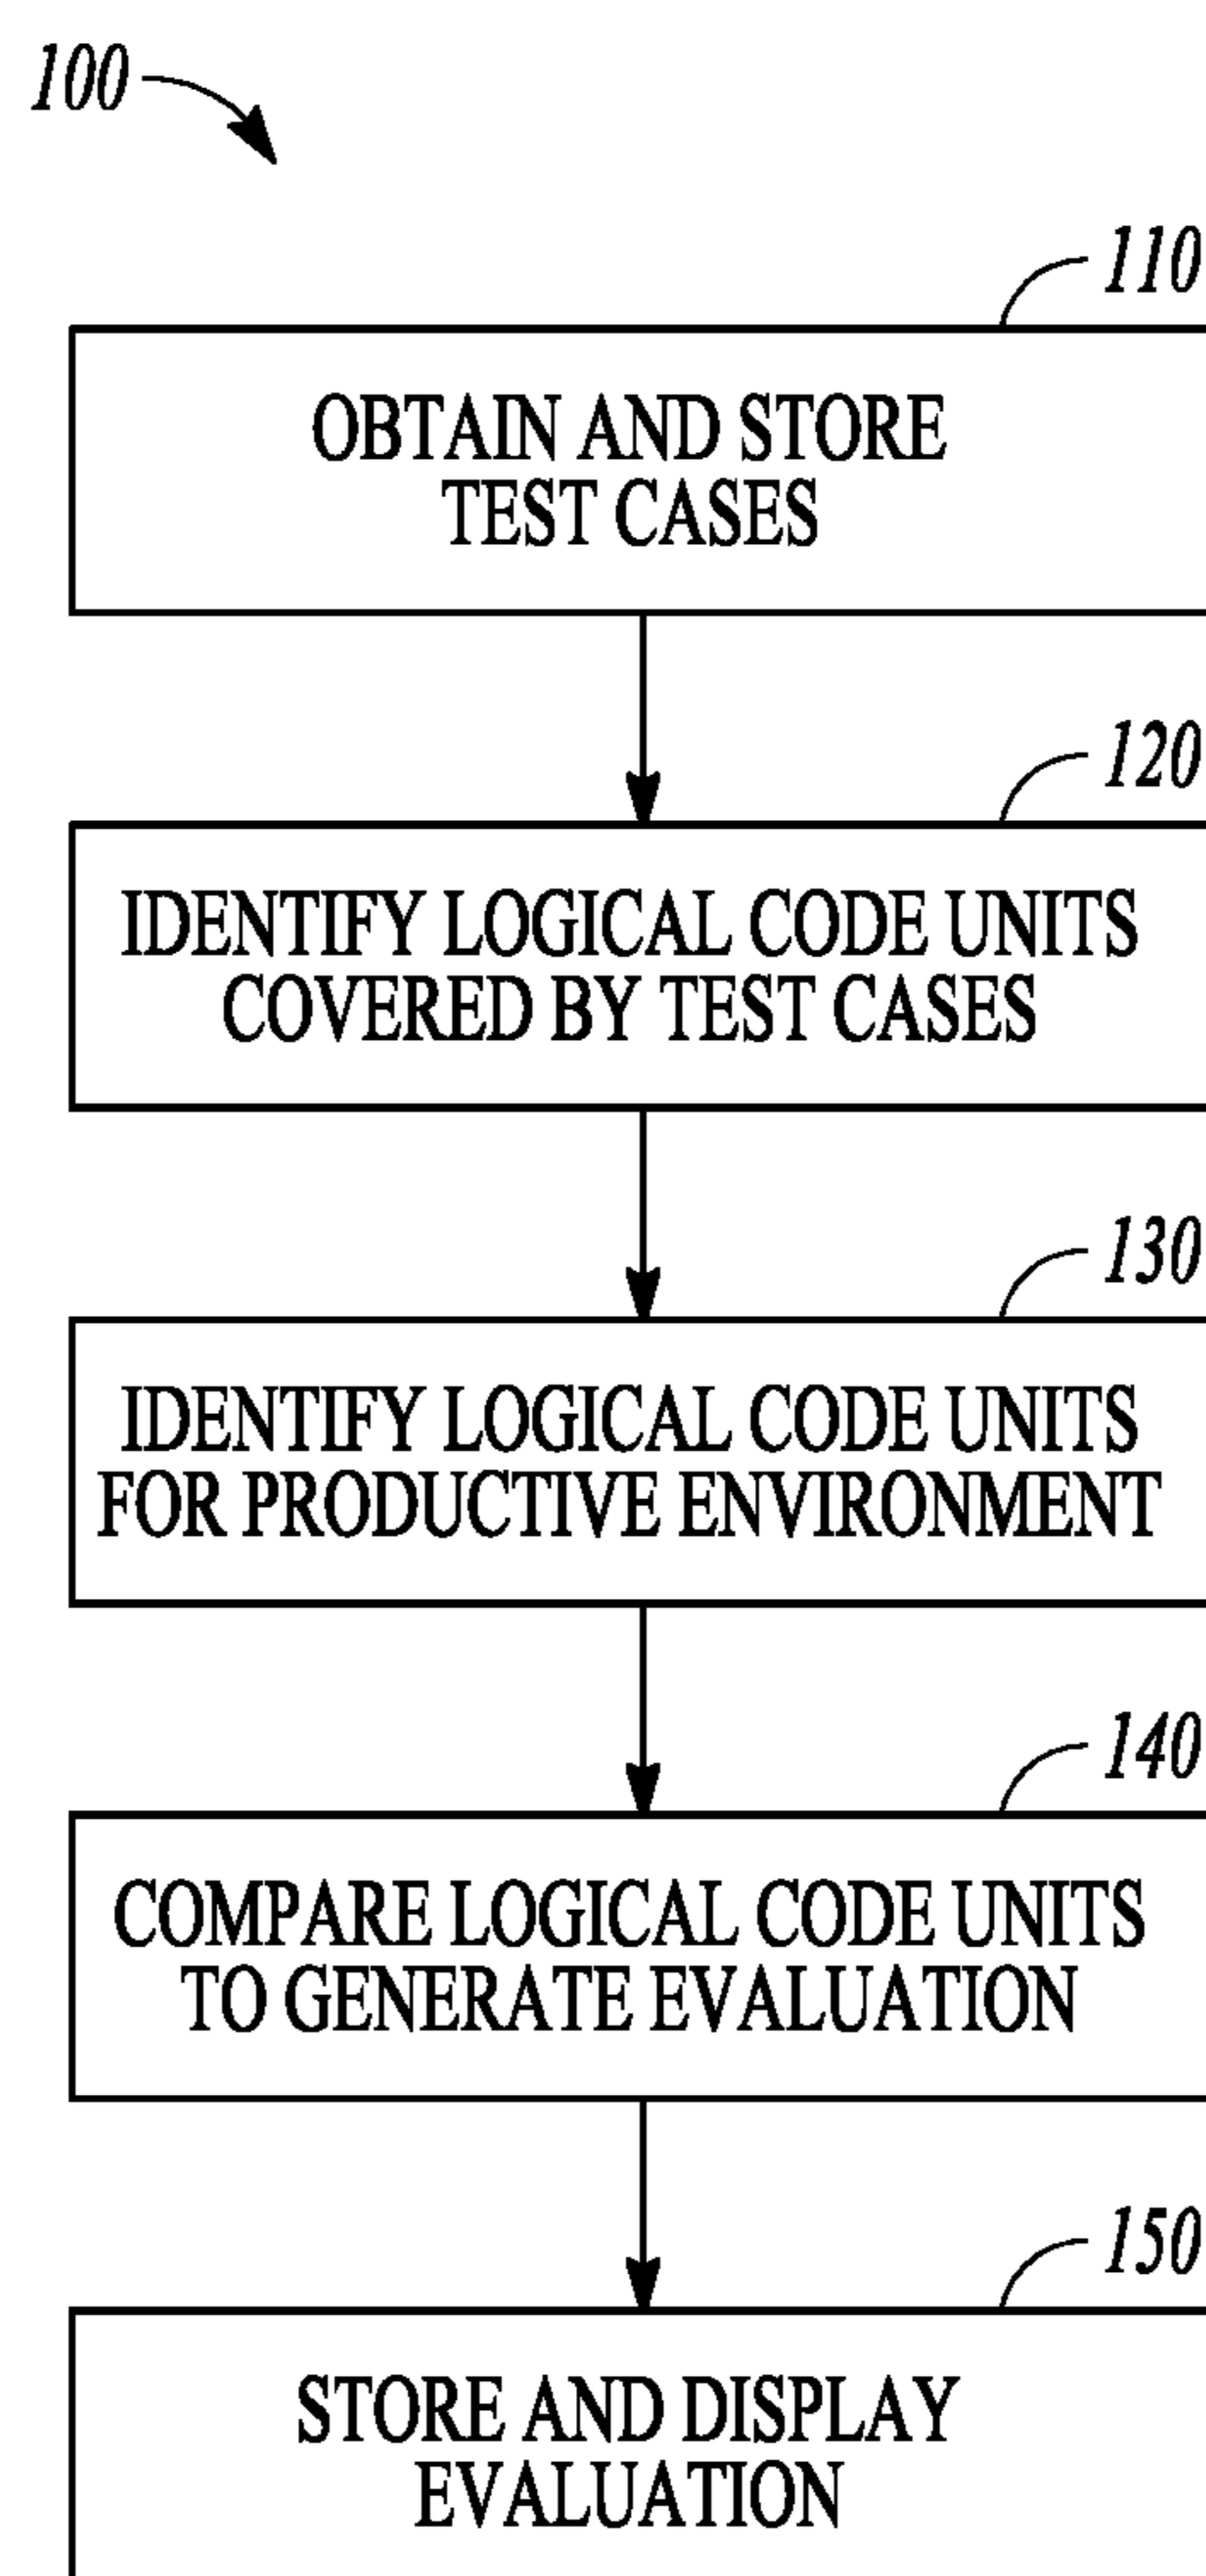 100
110
OBTAIN AND STORE
TEST CASES
120
IDENTIFY LOGICAL CODE UNITS
COVERED BY TEST CASES
130
IDENTIFY LOGICAL CODE UNITS
FOR PRODUCTIVE ENVIRONMENT
140
COMPARE LOGICAL CODE UNITS
TO GENERATE EVALUATION
150
STORE AND DISPLAY
EVALUATION